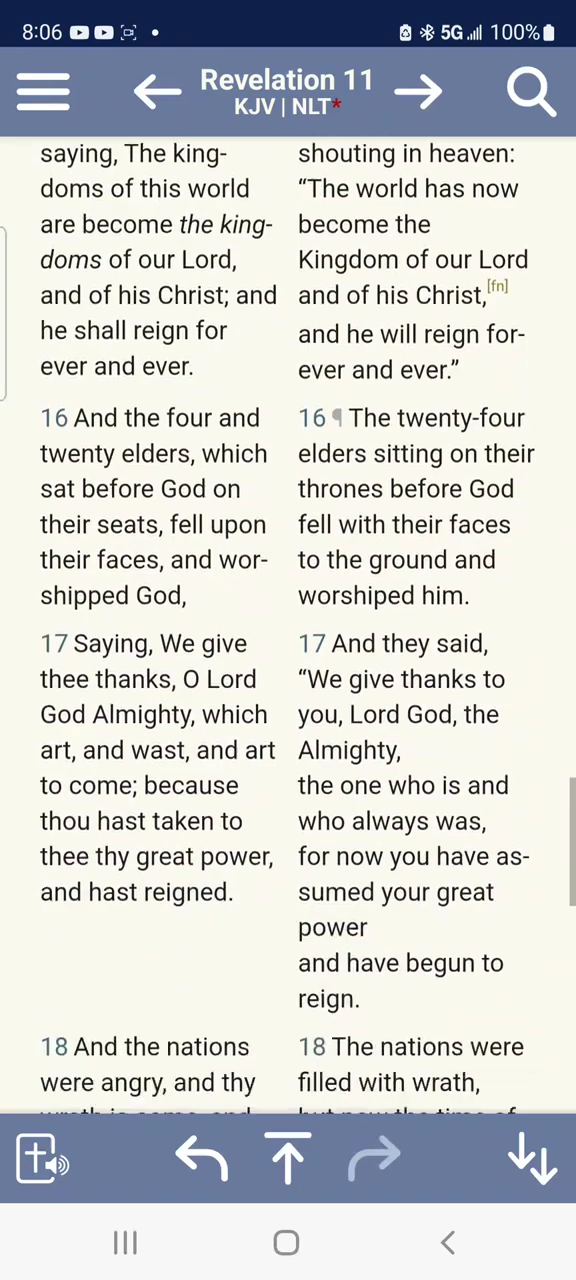 8:06
5G 100%
Revelation 11
KJV | NLT*
saying, The king-
doms of this world
are become the king-
doms of our Lord,
and of his Christ; and
he shall reign for
ever and ever.
16 And the four and
twenty elders, which
sat before God on
their seats, fell upon
their faces, and wor-
shipped God,
17 Saying, We give
thee thanks, O Lord
God Almighty, which
art, and wast, and art
to come; because
thou hast taken to
thee thy great power,
and hast reigned.
18 And the nations
were angry, and thy
wrath is come, and
shouting in heaven:
“The world has now
become the
Kingdom of our Lord
and of his Christ,[fn]
and he will reign for-
ever and ever.”
16 ¶ The twenty-four
elders sitting on their
thrones before God
fell with their faces
to the ground and
worshiped him.
17 And they said,
“We give thanks to
you, Lord God, the
Almighty,
the one who is and
who always was,
for now you have as-
sumed your great
power
and have begun to
reign.
18 The nations were
filled with wrath,
but now the time of